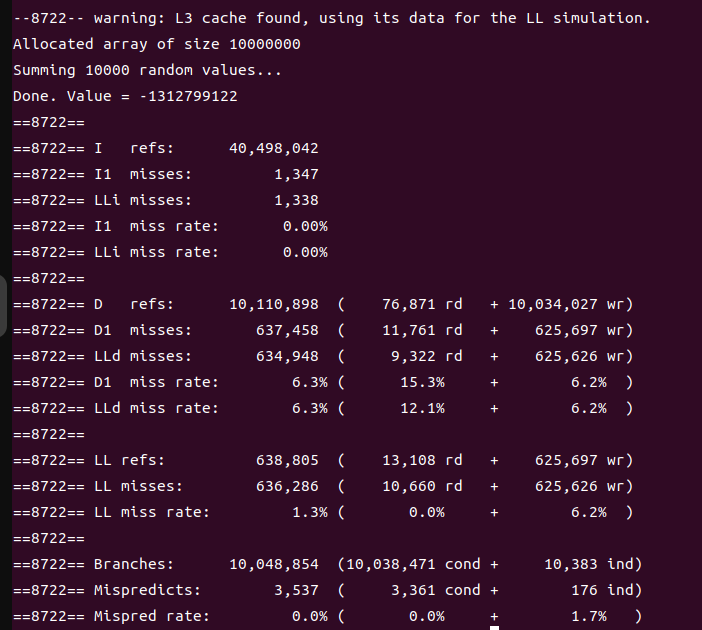 --8722-- warning: L3 cache found, using its data for the LL simulation.
Allocated array of size 10000000
Summing 10000 random values...
Done. Value = -1312799122
==8722==
==8722== I   refs:      40,498,042
==8722== I1  misses:         1,347
==8722== LLi misses:         1,338
==8722== I1  miss rate:       0.00%
==8722== LLi miss rate:       0.00%
==8722==
==8722== D   refs:      10,110,898  (    76,871 rd   + 10,034,027 wr)
==8722== D1  misses:       637,458  (    11,761 rd   +    625,697 wr)
==8722== LLd misses:       634,948  (     9,322 rd   +    625,626 wr)
==8722== D1  miss rate:        6.3% (      15.3%     +        6.2%  )
==8722== LLd miss rate:        6.3% (      12.1%     +        6.2%  )
==8722==
==8722== LL refs:          638,805  (    13,108 rd   +    625,697 wr)
==8722== LL misses:        636,286  (    10,660 rd   +    625,626 wr)
==8722== LL miss rate:         1.3% (       0.0%     +        6.2%  )
==8722==
==8722== Branches:      10,048,854  (10,038,471 cond +     10,383 ind)
==8722== Mispredicts:        3,537  (     3,361 cond +        176 ind)
==8722== Mispred rate:         0.0% (       0.0%     +        1.7%   )